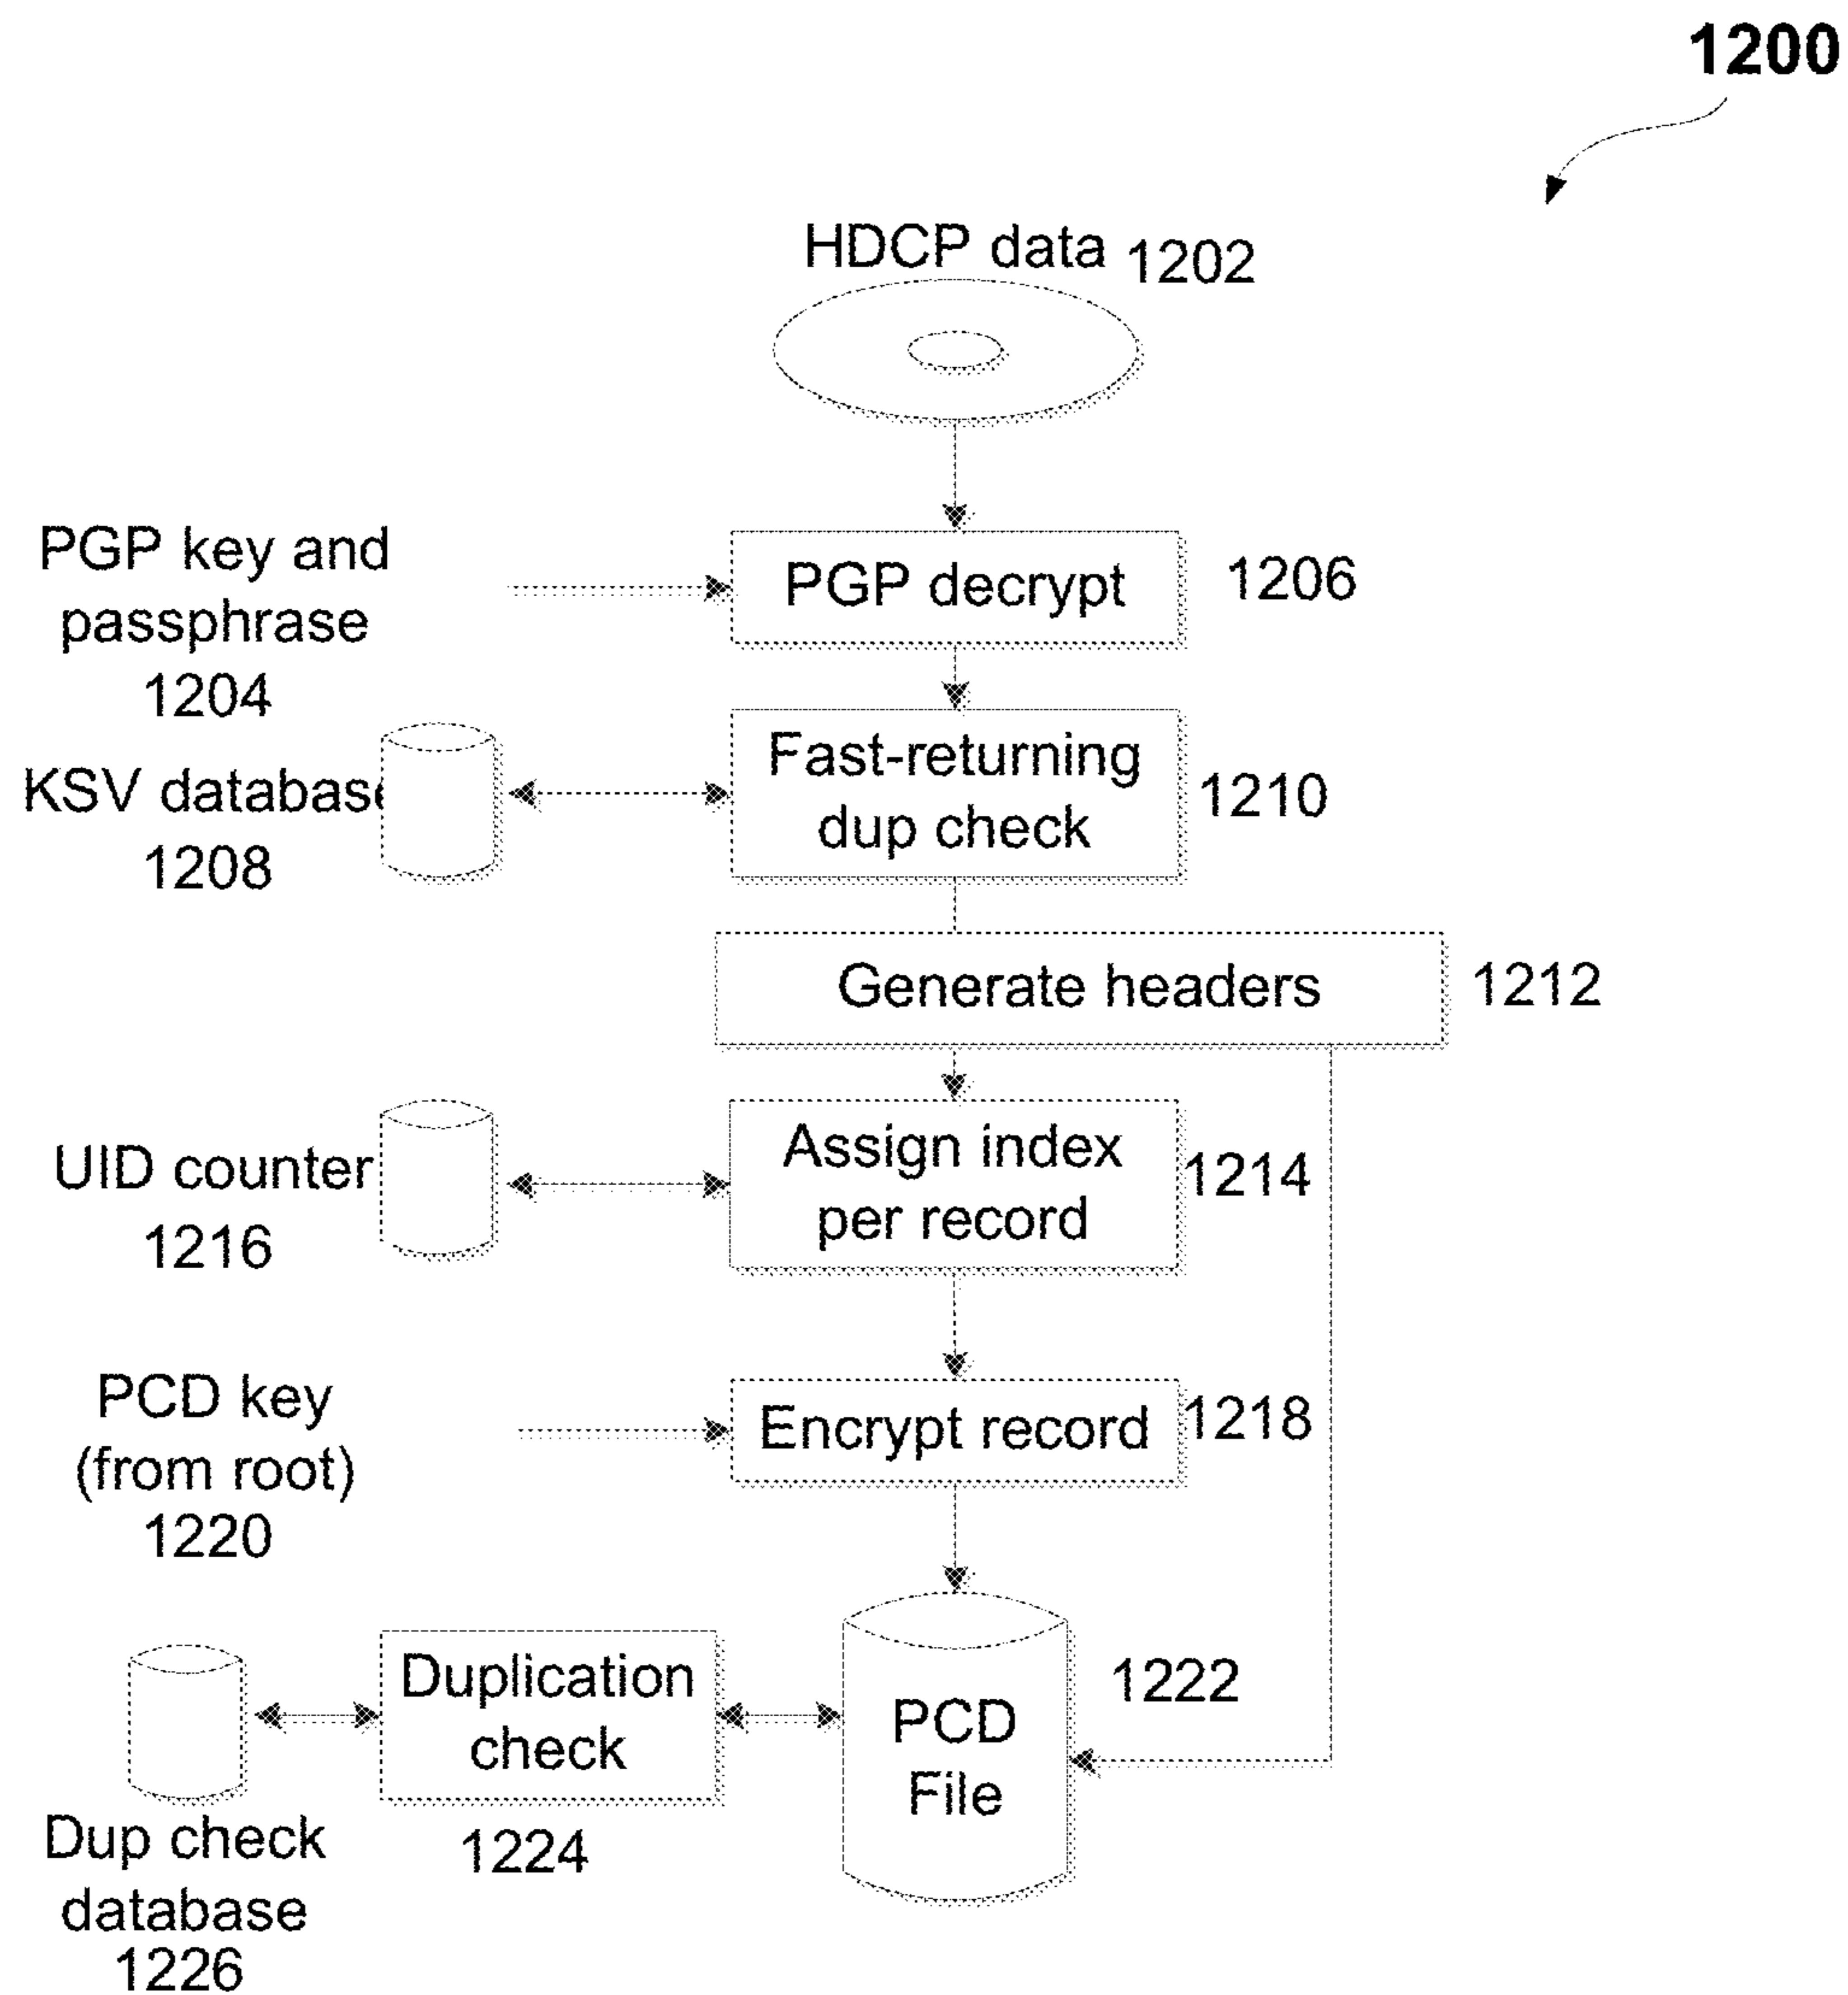 1200
HDCP data 1202
PGP key and
passphrase
1204
PGP decrypt
1206
KSV database
1208
Fast-returning
dup check
1210
Generate headers
1212
UID counter
1216
Assign index
per record
1214
PCD key
(from root)
1220
Encrypt record
1218
Duplication
check
1224
PCD
File
1222
Dup check
database
1226